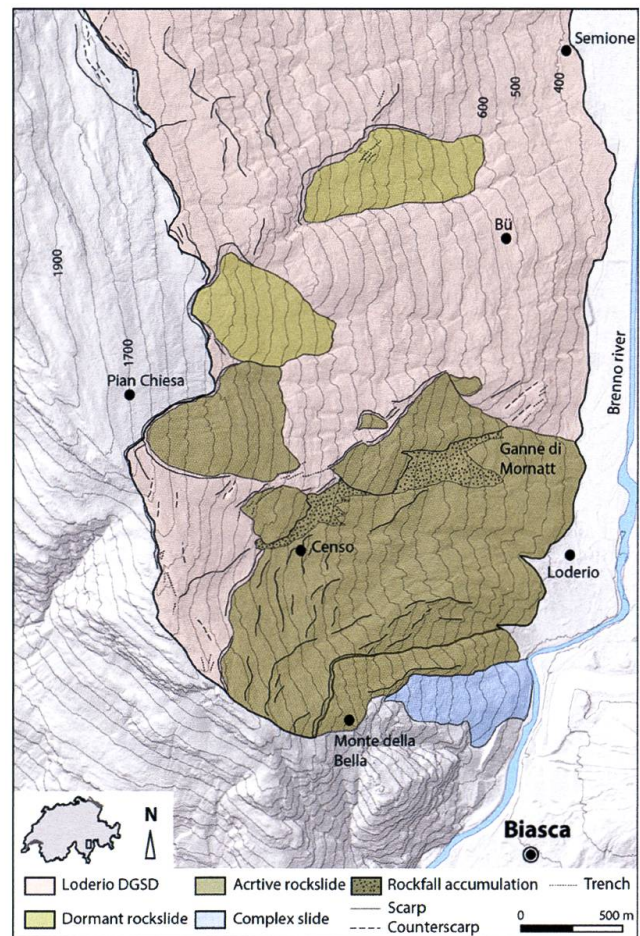 Semione
400
500
600
Bü
1900
1700
Pian Chiesa
Brenno river
Ganne di
Mornatt
Censo
Loderio
Monte della
Bella
N
Biasca
Loderio DGSD
Acrtive rockslide
Rockfall accumulation
Trench
Scarp
Dormant rockslide
Complex slide
Counterscarp
0
500 m